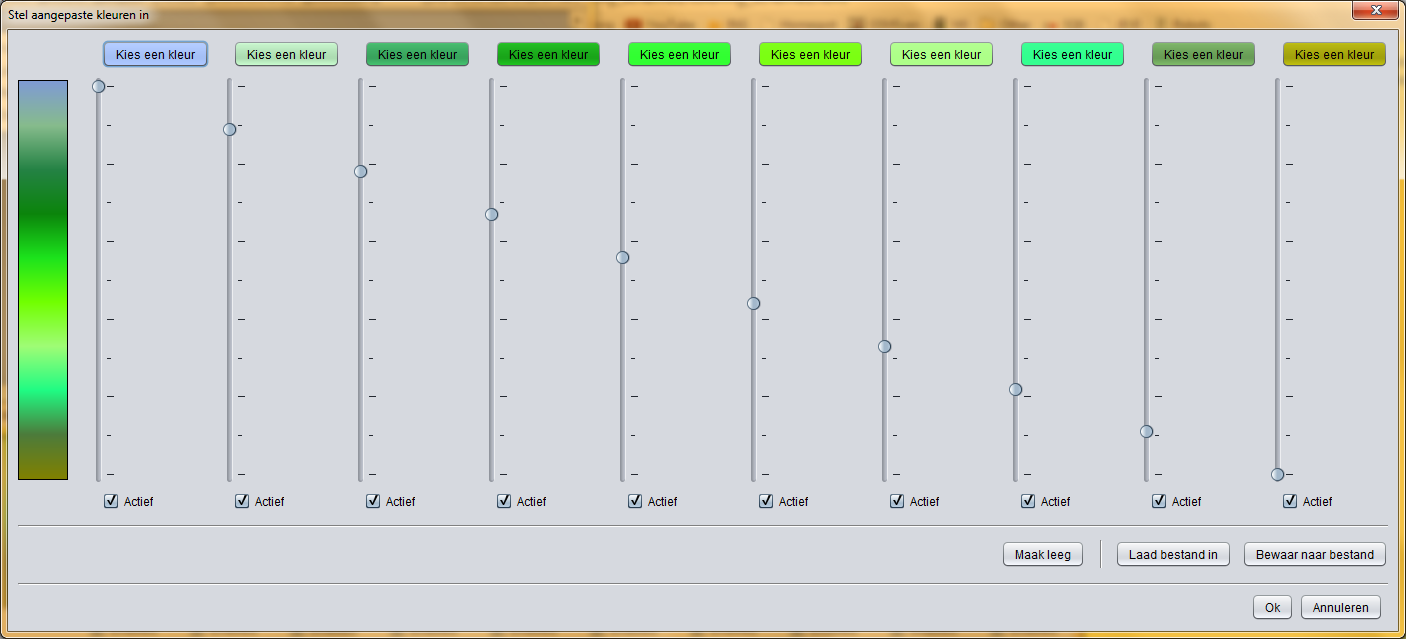 Stel aangepaste kleuren in
Kies een kleur Kies een kleur Kies een kleur Kies een kleur Kies een kleur Kies een kleur Kies een kleur Kies een kleur Kies een kleur Kies een kleur
Actief Actief Actief Actief Actief Actief Actief Actief Actief Actief
Maak leeg Laad bestand in Bewaar naar bestand
Ok Annuleren